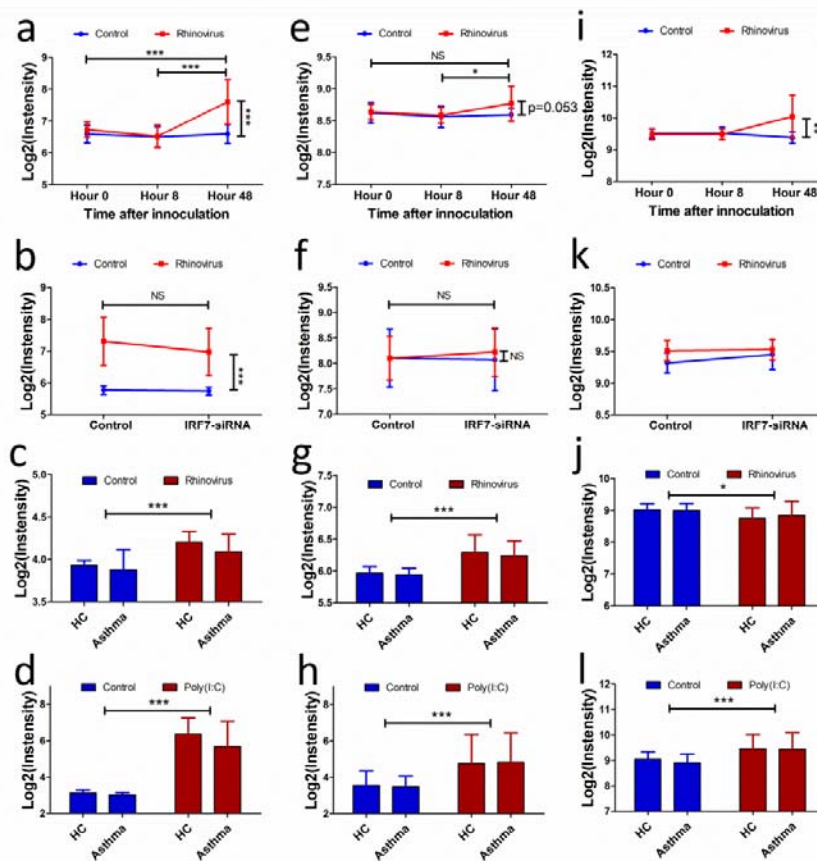 a
Control Rhinovirus
***
***
***
Log2(Instensity)
9
8
7
6
5
Hour 0 Hour 8 Hour 48
Time after innoculation
e
Control Rhinovirus
NS
*
p=0.053
Log2(Instensity)
9.5
9.0
8.5
8.0
7.5
Hour 0 Hour 8 Hour 48
Time after innoculation
i
Control Rhinovirus
**
Log2(Instensity)
12
11
10
9
Hour 0 Hour 8 Hour 48
Time after innoculation
b
Control Rhinovirus
NS
***
Log2(Instensity)
9
8
7
6
5
Control IRF7-siRNA
f
Control Rhinovirus
NS
NS
Log2(Instensity)
9.5
9.0
8.5
8.0
7.5
7.0
Control IRF7-siRNA
k
Control Rhinovirus
Log2(Instensity)
10.5
10.0
9.5
9.0
8.5
Control IRF7-siRNA
c
Control Rhinovirus
***
Log2(Instensity)
5.0
4.5
4.0
3.5
HC Asthma HC Asthma
g
Control Rhinovirus
***
Log2(Instensity)
7.5
7.0
6.5
6.0
5.5
HC Asthma HC Asthma
j
Control Rhinovirus
*
Log2(Instensity)
10
9
8
7
6
HC Asthma HC Asthma
d
Control Poly(I:C)
***
Log2(Instensity)
8
6
4
2
HC Asthma HC Asthma
h
Control Poly(I:C)
***
Log2(Instensity)
8
6
4
2
HC Asthma HC Asthma
l
Control Poly(I:C)
***
Log2(Instensity)
12
11
10
9
8
7
HC Asthma HC Asthma